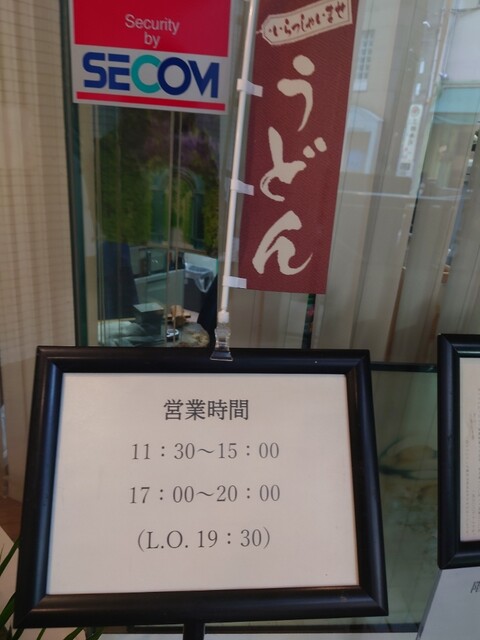 Security
by
SECOM
いらっしゃいませ
うどん
営業時間
11：30～15：00
17：00～20：00
(L.O. 19：30)